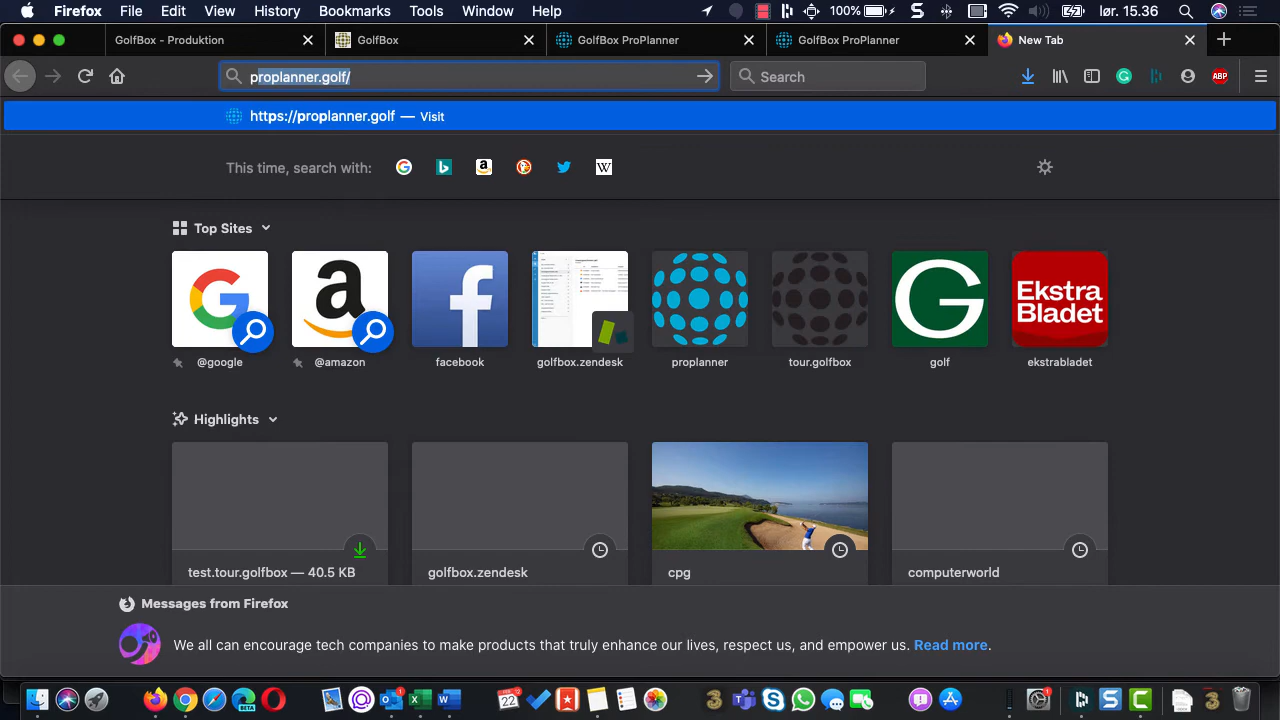 Firefox File Edit View History Bookmarks Tools Window Help 100% lør. 15.36
GolfBox - Produktion GolfBox GolfBox ProPlanner GolfBox ProPlanner New Tab
proplanner.golf/ Search ABP
https://proplanner.golf — Visit
This time, search with: W
Top Sites
@google @amazon facebook golfbox.zendesk proplanner tour.golfbox golf ekstrabladet
Ekstra
Bladet
Highlights
test.tour.golfbox — 40.5 KB golfbox.zendesk cpg computerworld
Messages from Firefox
We all can encourage tech companies to make products that truly enhance our lives, respect us, and empower us. Read more.
BETA 22